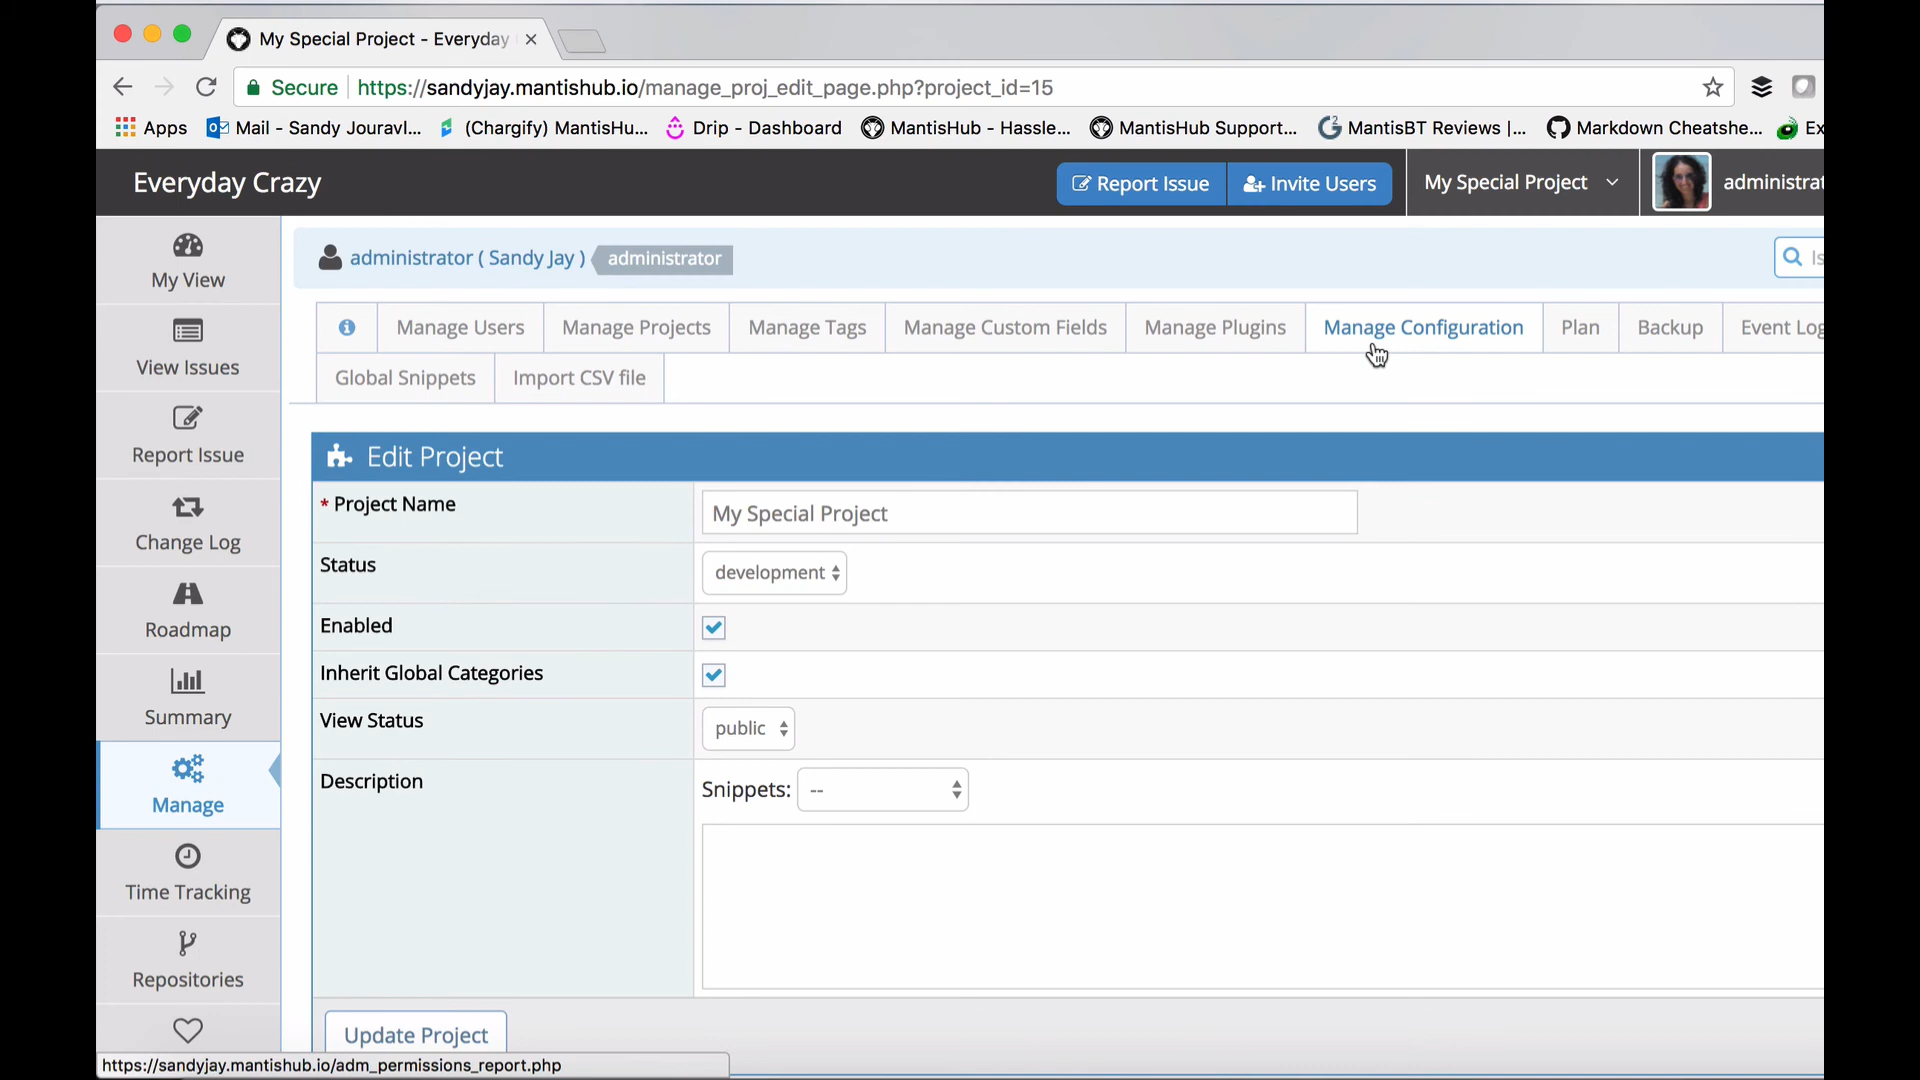 My Special Project - Everyday
Secure https://sandyjay.mantishub.io/manage_proj_edit_page.php?project_id=15
Apps Mail - Sandy Jouravl... (Chargify) MantisHu... Drip - Dashboard MantisHub - Hassle... MantisHub Support... MantisBT Reviews |... Markdown Cheatshe... Ex
Everyday Crazy Report Issue Invite Users My Special Project administrat
administrator ( Sandy Jay ) administrator Is
Manage Users Manage Projects Manage Tags Manage Custom Fields Manage Plugins Manage Configuration Plan Backup Event Log
Global Snippets Import CSV file
My View
View Issues
Report Issue
Change Log
Roadmap
Summary
Manage
Time Tracking
Repositories
Edit Project
* Project Name My Special Project
Status development
Enabled
Inherit Global Categories
View Status public
Description Snippets: --
Update Project
https://sandyjay.mantishub.io/adm_permissions_report.php